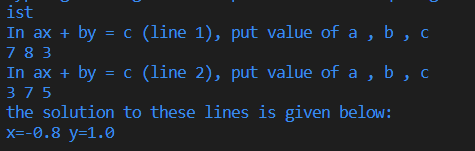 ist
In ax + by = c (line 1), put value of a , b , c
7 8 3
In ax + by = c (line 2), put value of a , b , c
3 7 5
the solution to these lines is given below:
x=-0.8 y=1.0